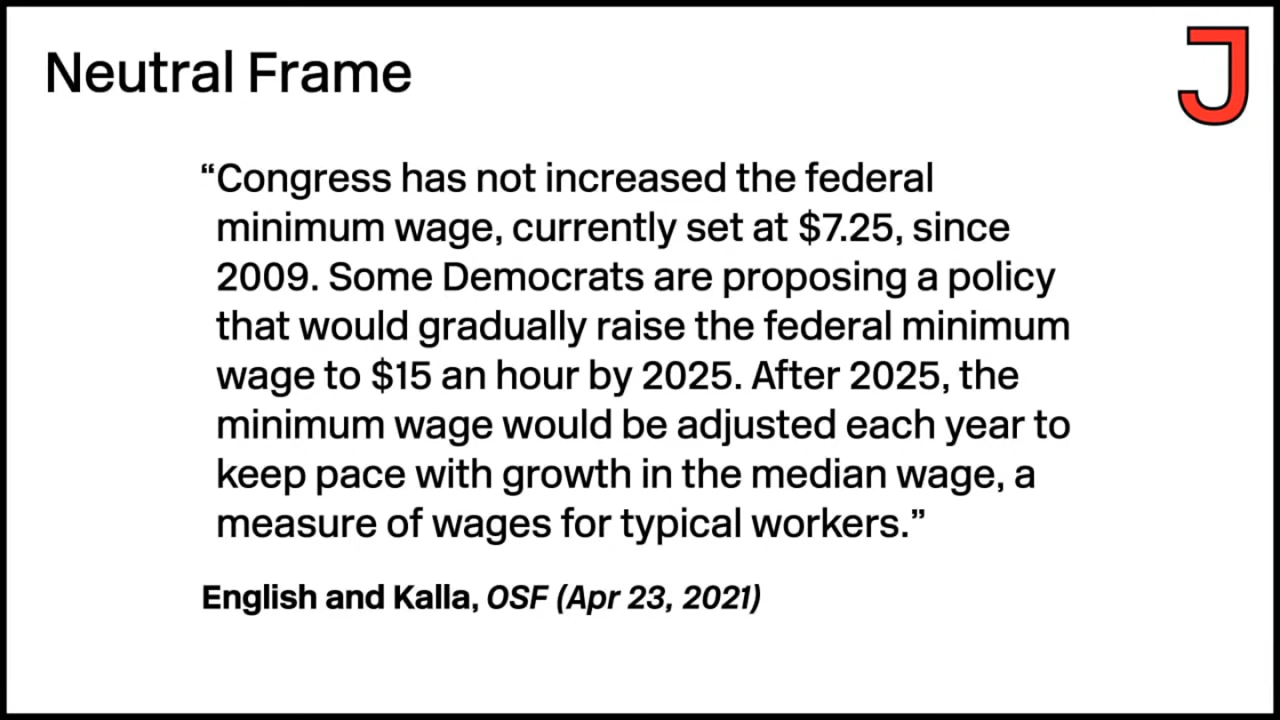 Neutral Frame
J
“Congress has not increased the federal
minimum wage, currently set at $7.25, since
2009. Some Democrats are proposing a policy
that would gradually raise the federal minimum
wage to $15 an hour by 2025. After 2025, the
minimum wage would be adjusted each year to
keep pace with growth in the median wage, a
measure of wages for typical workers.”
English and Kalla, OSF (Apr 23, 2021)